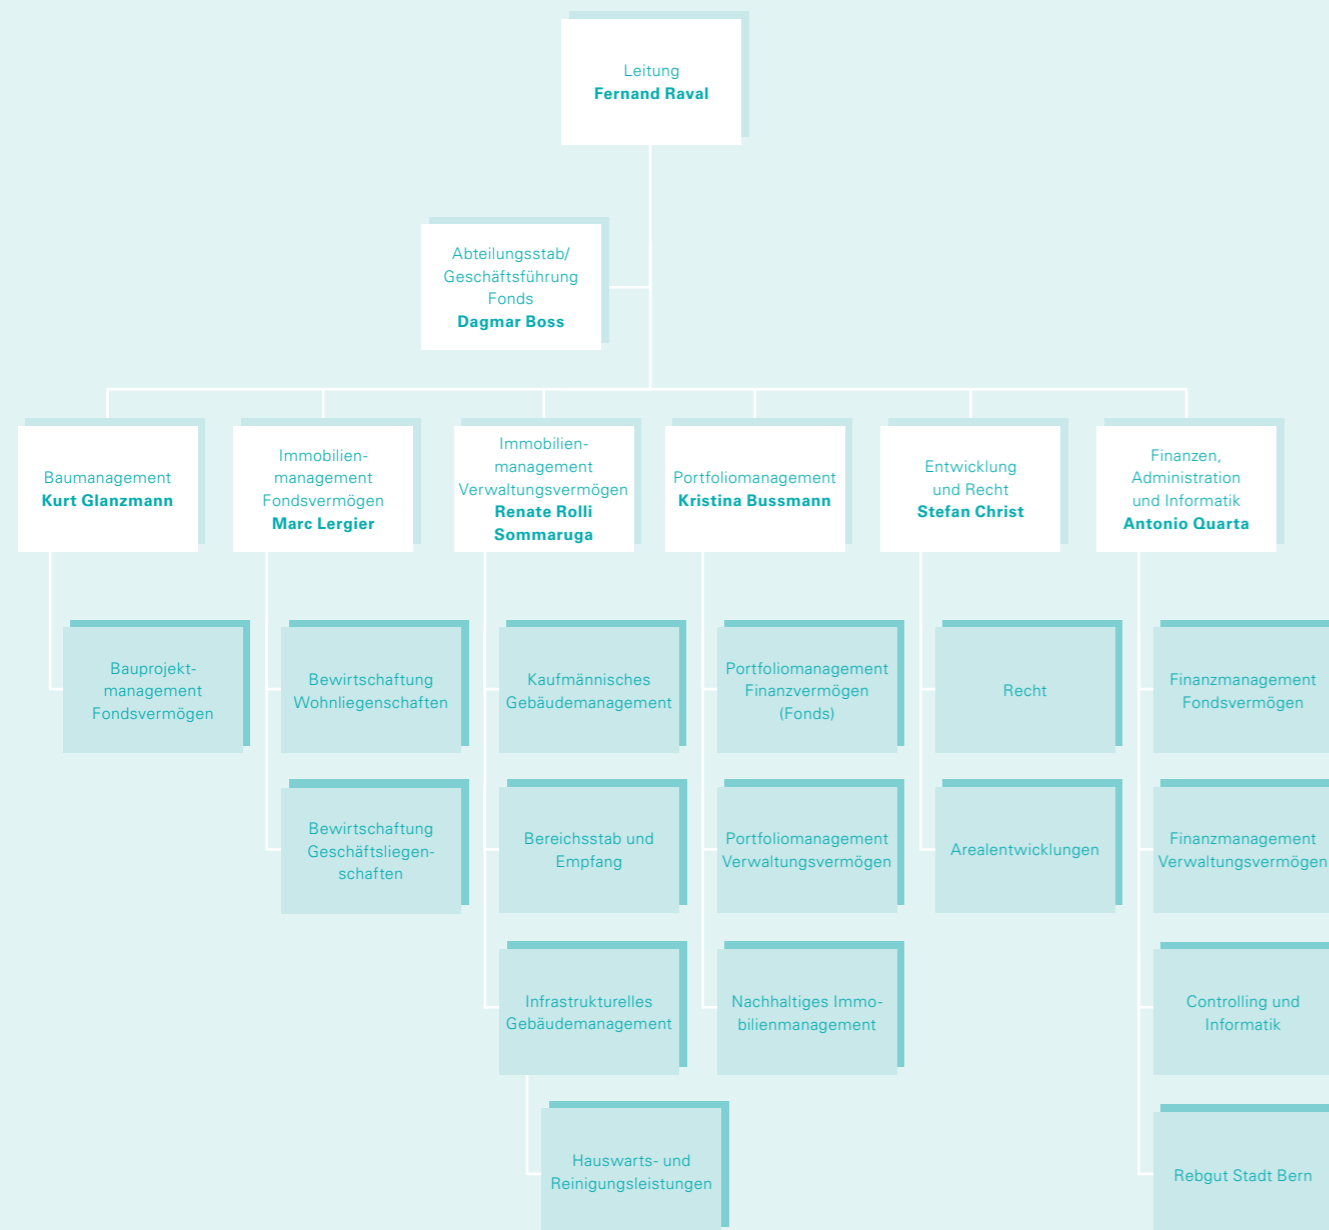 Leitung
Fernand Raval
Abteilungsstab/
Geschäftsführung
Fonds
Dagmar Boss
Baumanagement
Kurt Glanzmann
Immobilien-
management
Fondsvermögen
Marc Lergier
Immobilien-
management
Verwaltungsvermögen
Renate Rolli
Sommaruga
Portfoliomanagement
Kristina Bussmann
Entwicklung
und Recht
Stefan Christ
Finanzen,
Administration
und Informatik
Antonio Quarta
Bauprojekt-
management
Fondsvermögen
Bewirtschaftung
Wohnliegenschaften
Kaufmännisches
Gebäudemanagement
Portfoliomanagement
Finanzvermögen
(Fonds)
Recht
Finanzmanagement
Fondsvermögen
Bewirtschaftung
Geschäftsliegen-
schaften
Bereichsstab und
Empfang
Portfoliomanagement
Verwaltungsvermögen
Arealentwicklungen
Finanzmanagement
Verwaltungsvermögen
Infrastrukturelles
Gebäudemanagement
Nachhaltiges Immo-
bilienmanagement
Controlling und
Informatik
Hauswarts- und
Reinigungsleistungen
Rebgut Stadt Bern